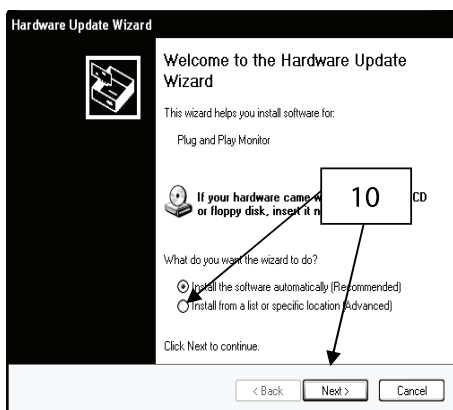 Hardware Update Wizard
Welcome to the Hardware Update
Wizard
This wizard helps you install software for:
Plug and Play Monitor
If your hardware came CD
or floppy disk, insert it
10
What do you want the wizard to do?
Install the software automatically (Recommended)
Install from a list or specific location (Advanced)
Click Next to continue.
< Back Next > Cancel